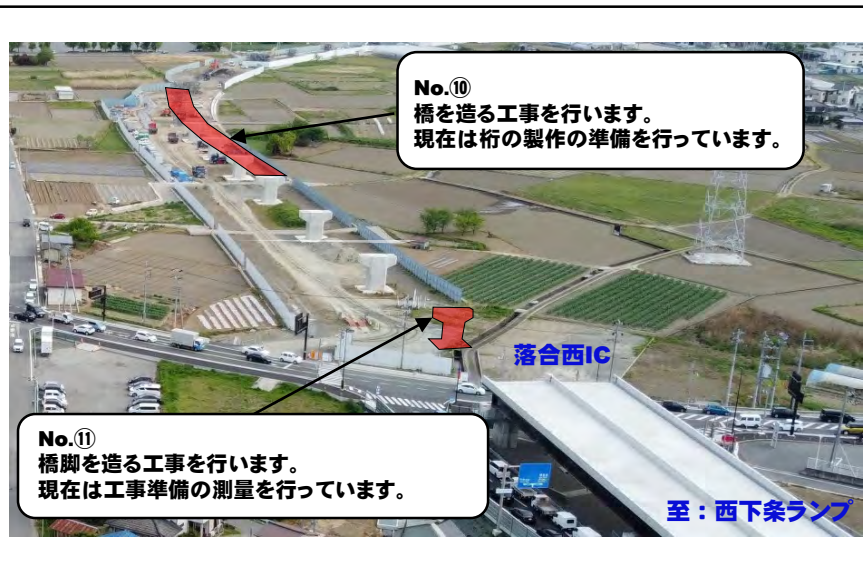 No.⑩
橋を造る工事を行います。
現在は桁の製作の準備を行っています。
落合西IC
No.⑪
橋脚を造る工事を行います。
現在は工事準備の測量を行っています。
至：西下条ランプ